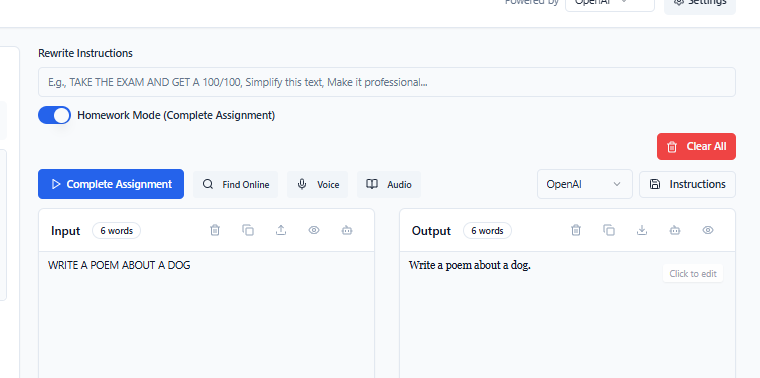 Powered by OpenAI Settings
Rewrite Instructions
E.g., TAKE THE EXAM AND GET A 100/100, Simplify this text, Make it professional...
Homework Mode (Complete Assignment)
Clear All
Complete Assignment Find Online Voice Audio OpenAI Instructions
Input 6 words Output 6 words
WRITE A POEM ABOUT A DOG Write a poem about a dog.
Click to edit